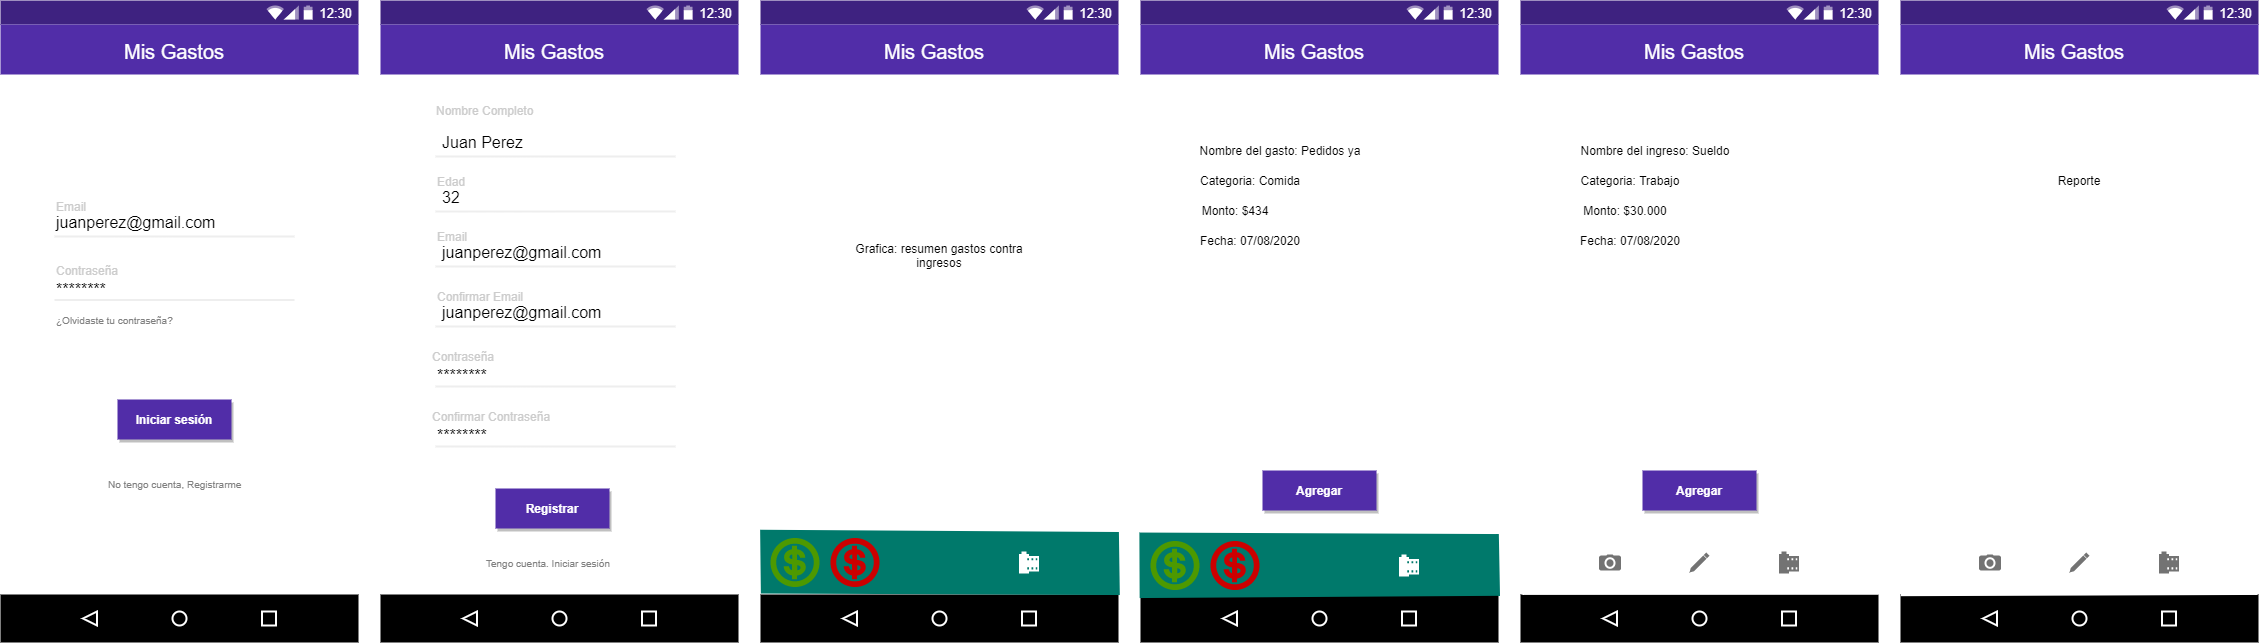 12:30
Mis Gastos
Email
juanperez@gmail.com
Contraseña
********
¿Olvidaste tu contraseña?
Iniciar sesión
No tengo cuenta, Registrarme
12:30
Mis Gastos
Nombre Completo
Juan Perez
Edad
32
Email
juanperez@gmail.com
Confirmar Email
juanperez@gmail.com
Contraseña
********
Confirmar Contraseña
********
Registrar
Tengo cuenta. Iniciar sesión
12:30
Mis Gastos
Grafica: resumen gastos contra
ingresos
$ $
12:30
Mis Gastos
Nombre del gasto: Pedidos ya
Categoria: Comida
Monto: $434
Fecha: 07/08/2020
Agregar
$ $
12:30
Mis Gastos
Nombre del ingreso: Sueldo
Categoria: Trabajo
Monto: $30.000
Fecha: 07/08/2020
Agregar
12:30
Mis Gastos
Reporte